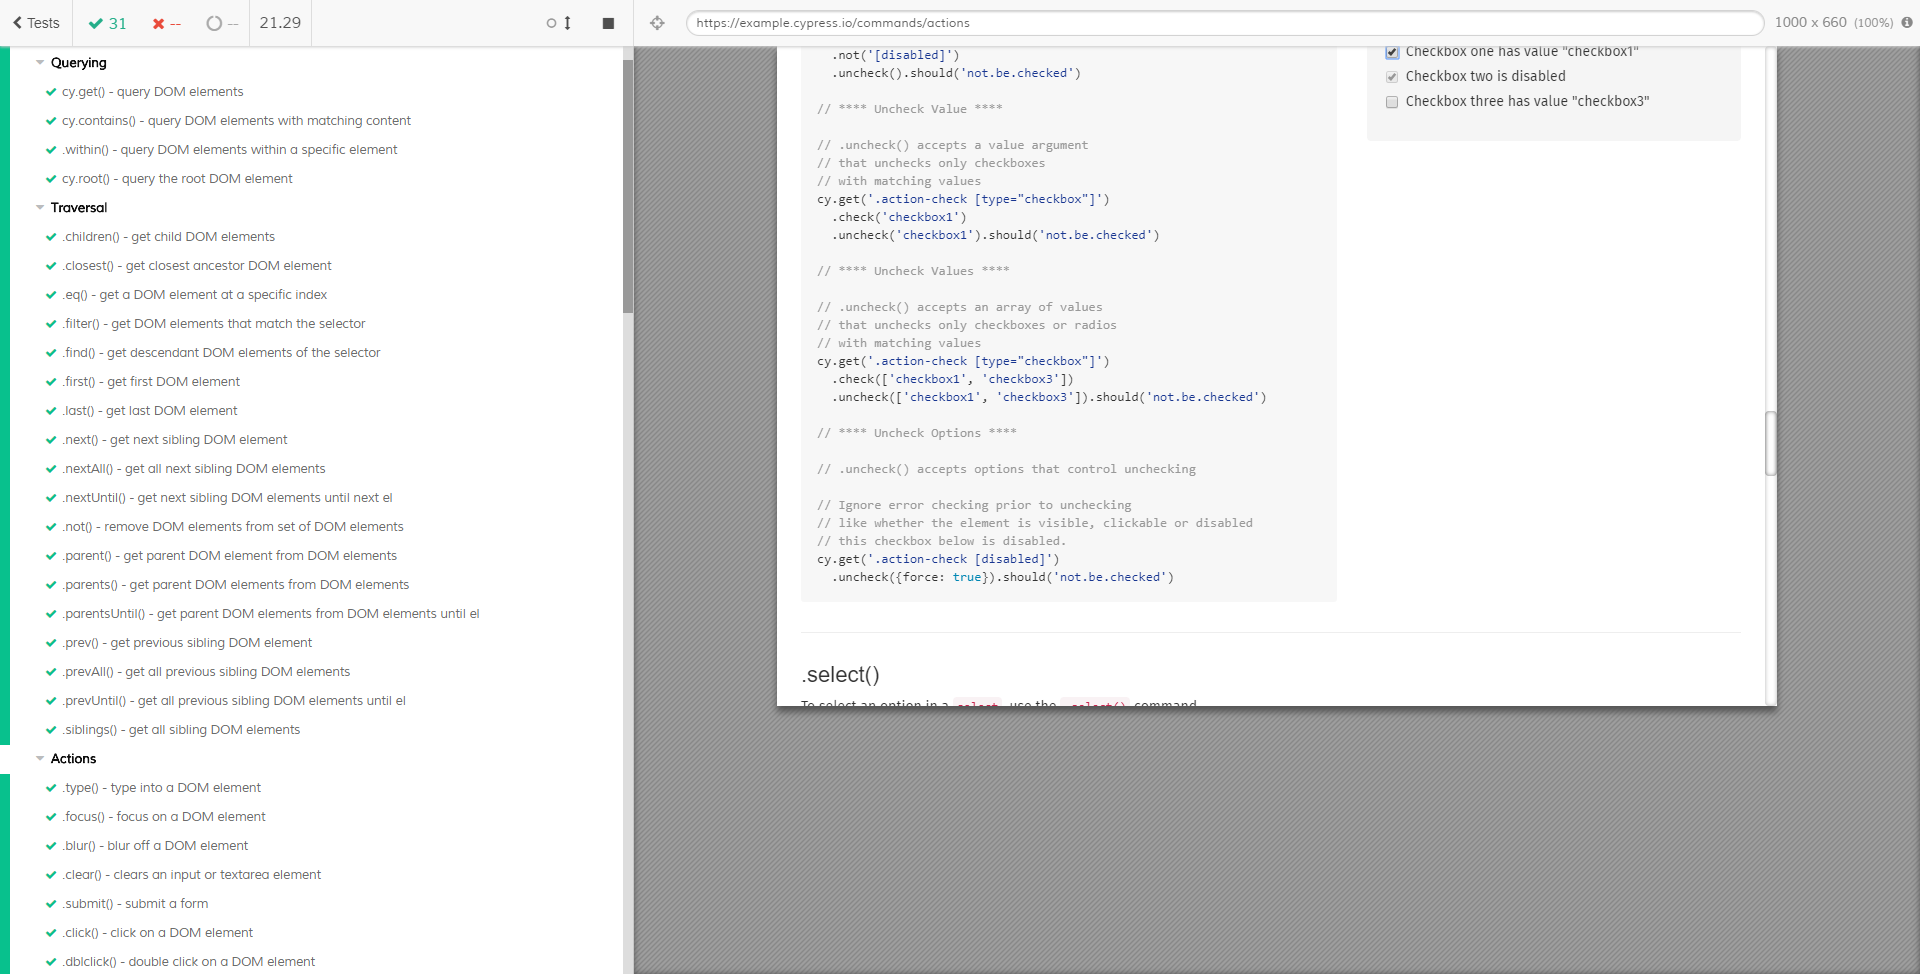 Tests
31
--
--
21.29
https://example.cypress.io/commands/actions
1000 x 660 (100%)
Querying
cy.get() - query DOM elements
cy.contains() - query DOM elements with matching content
.within() - query DOM elements within a specific element
cy.root() - query the root DOM element
Traversal
.children() - get child DOM elements
.closest() - get closest ancestor DOM element
.eq() - get a DOM element at a specific index
.filter() - get DOM elements that match the selector
.find() - get descendant DOM elements of the selector
.first() - get first DOM element
.last() - get last DOM element
.next() - get next sibling DOM element
.nextAll() - get all next sibling DOM elements
.nextUntil() - get next sibling DOM elements until next el
.not() - remove DOM elements from set of DOM elements
.parent() - get parent DOM element from DOM elements
.parents() - get parent DOM elements from DOM elements
.parentsUntil() - get parent DOM elements from DOM elements until el
.prev() - get previous sibling DOM element
.prevAll() - get all previous sibling DOM elements
.prevUntil() - get all previous sibling DOM elements until el
.siblings() - get all sibling DOM elements
Actions
.type() - type into a DOM element
.focus() - focus on a DOM element
.blur() - blur off a DOM element
.clear() - clears an input or textarea element
.submit() - submit a form
.click() - click on a DOM element
.dblclick() - double click on a DOM element
.not('[disabled]')
.uncheck().should('not.be.checked')
// **** Uncheck Value ****
// .uncheck() accepts a value argument
// that unchecks only checkboxes
// with matching values
cy.get('.action-check [type="checkbox"]')
.check('checkbox1')
.uncheck('checkbox1').should('not.be.checked')
// **** Uncheck Values ****
// .uncheck() accepts an array of values
// that unchecks only checkboxes or radios
// with matching values
cy.get('.action-check [type="checkbox"]')
.check(['checkbox1', 'checkbox3'])
.uncheck(['checkbox1', 'checkbox3']).should('not.be.checked')
// **** Uncheck Options ****
// .uncheck() accepts options that control unchecking
// Ignore error checking prior to unchecking
// like whether the element is visible, clickable or disabled
// this checkbox below is disabled.
cy.get('.action-check [disabled]')
.uncheck({force: true}).should('not.be.checked')
.select()
To select an option in a select, use the .select() command.
Checkbox one has value "checkbox1"
Checkbox two is disabled
Checkbox three has value "checkbox3"